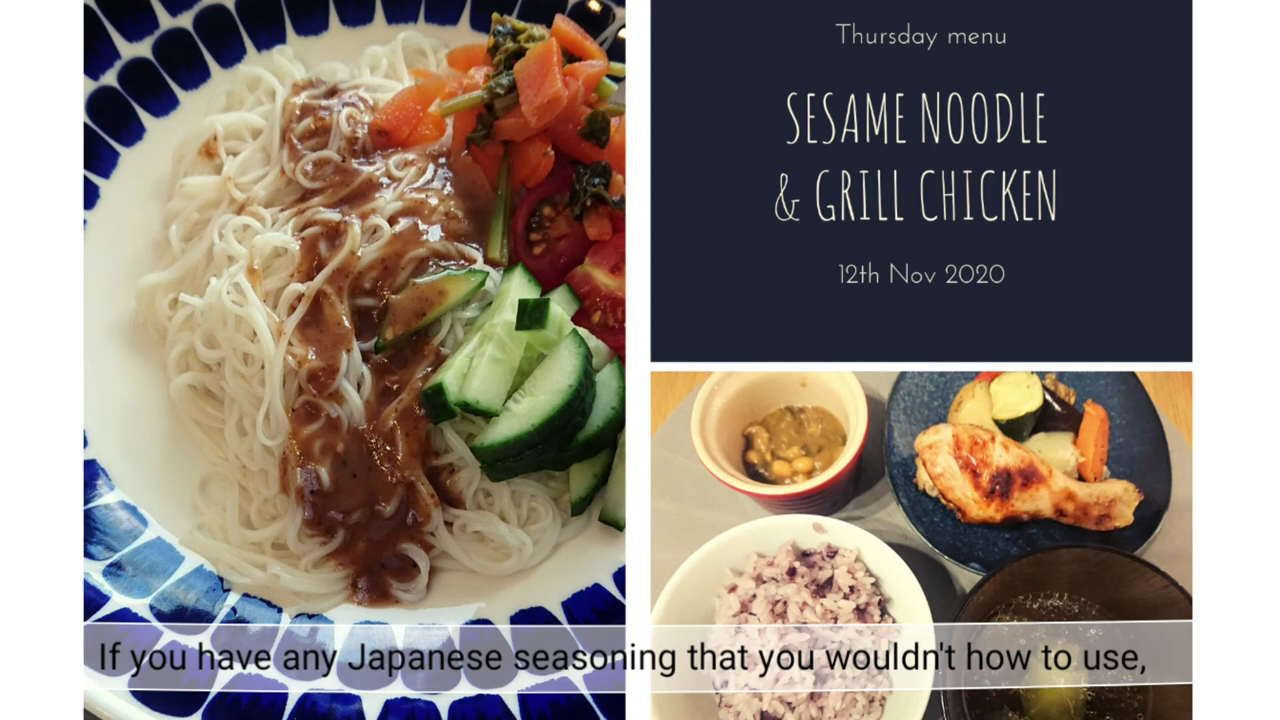 Thursday menu
SESAME NOODLE
& GRILL CHICKEN
12th Nov 2020
If you have any Japanese seasoning that you wouldn't how to use,